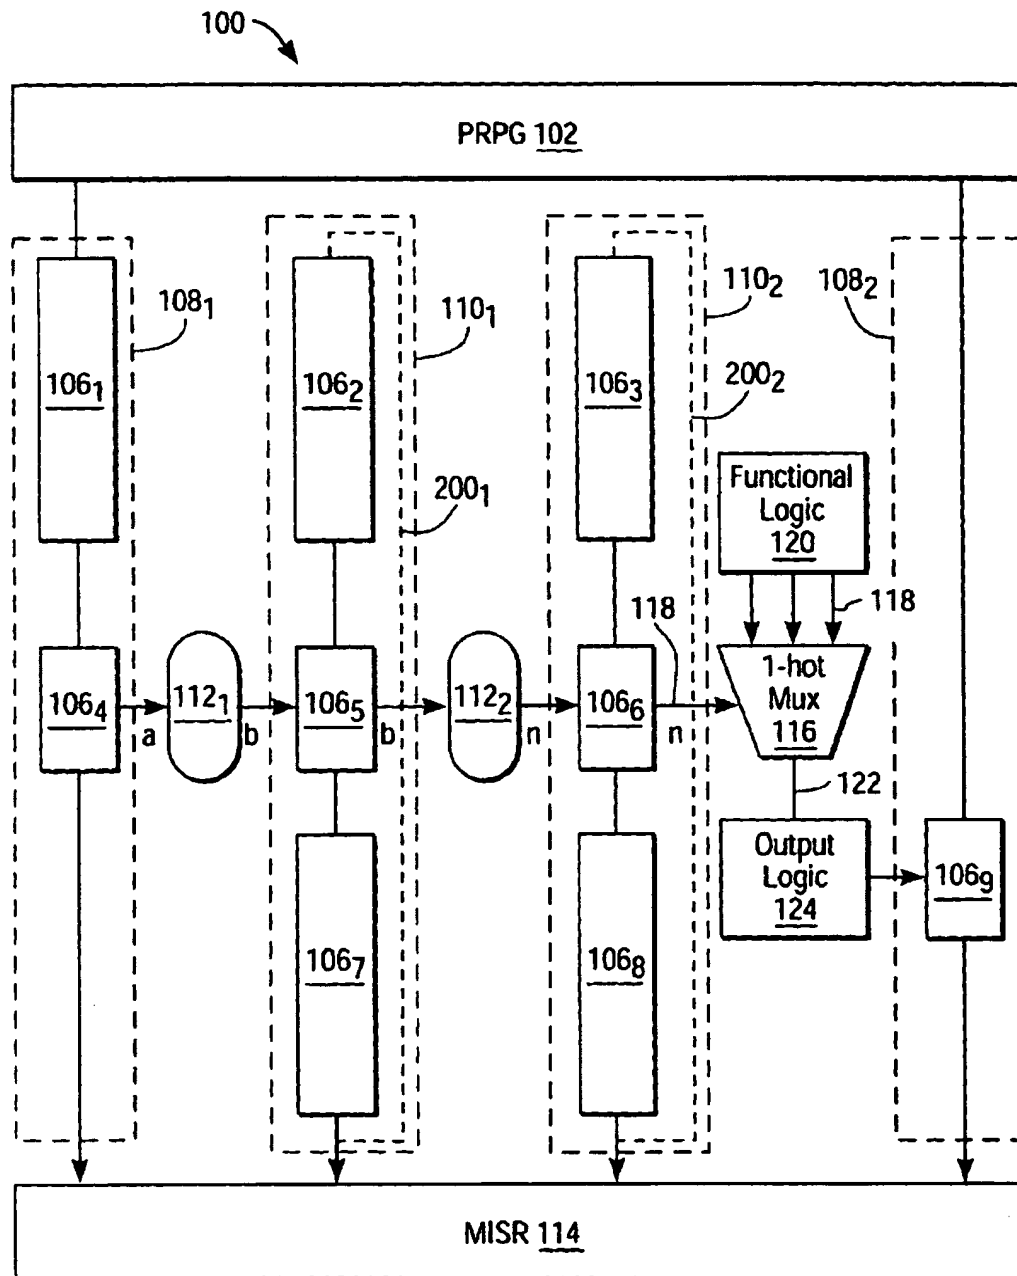 100
PRPG 102
108₁
106₁
106₂
110₁
200₁
106₃
110₂
200₂
108₂
Functional
Logic
120
118
118
106₄
a
112₁
b
106₅
b
112₂
n
106₆
n
1-hot
Mux
116
122
Output
Logic
124
106₉
106₇
106₈
MISR 114